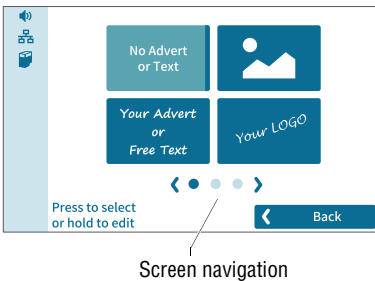 No Advert
or Text
Your Advert
or
Free Text
Your LOGO
Press to select
or hold to edit
Back
Screen navigation